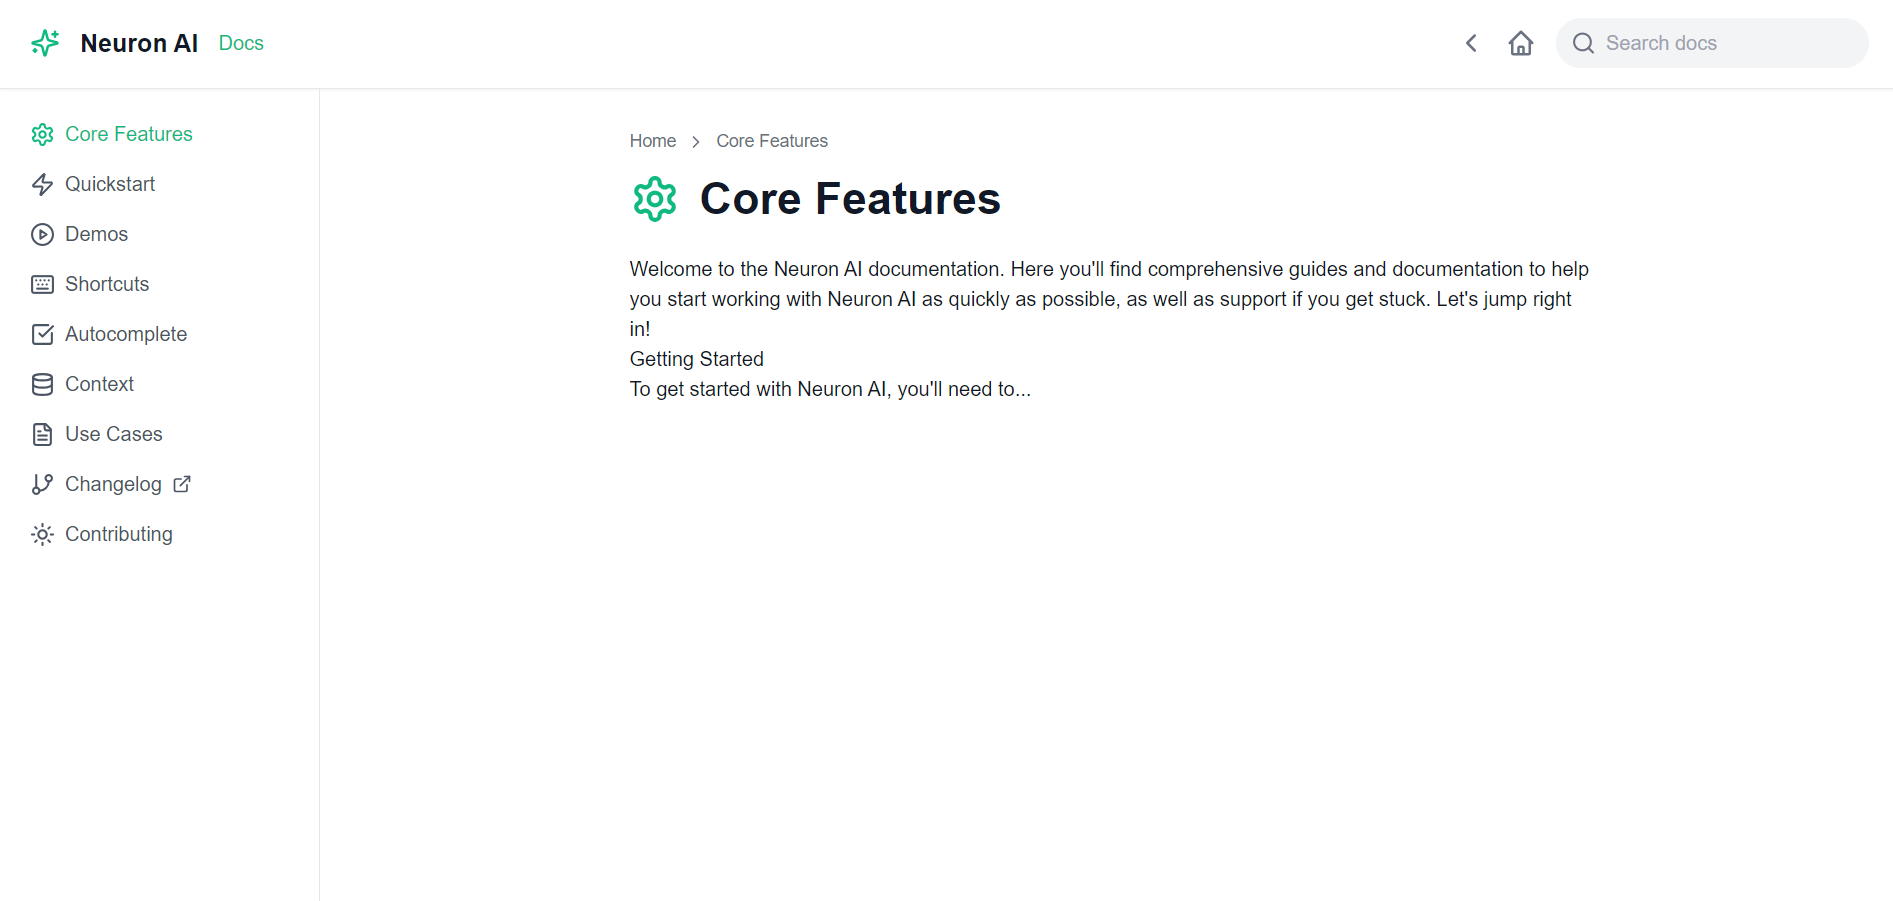 Neuron AI Docs
Search docs
Core Features
Quickstart
Demos
Shortcuts
Autocomplete
Context
Use Cases
Changelog
Contributing
Home > Core Features
Core Features
Welcome to the Neuron AI documentation. Here you'll find comprehensive guides and documentation to help
you start working with Neuron AI as quickly as possible, as well as support if you get stuck. Let's jump right
in!
Getting Started
To get started with Neuron AI, you'll need to...